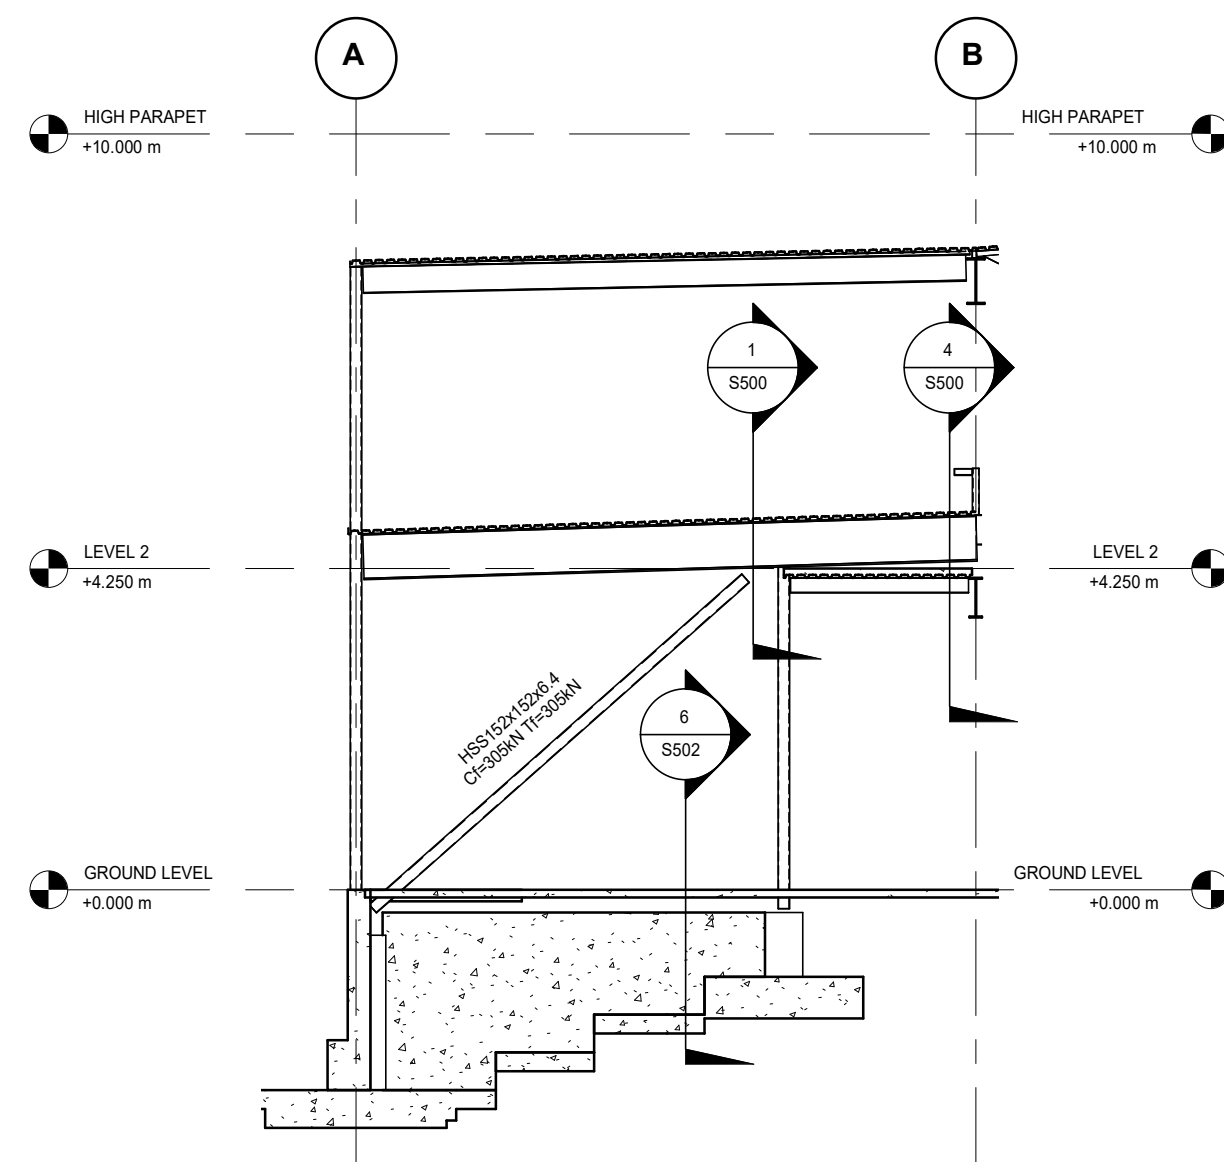 A
B
HIGH PARAPET
+10.000 m
HIGH PARAPET
+10.000 m
1
S500
4
S500
LEVEL 2
+4.250 m
LEVEL 2
+4.250 m
HSS152x152x6.4
Cf=305kN Tf=305kN
6
S502
GROUND LEVEL
+0.000 m
GROUND LEVEL
+0.000 m